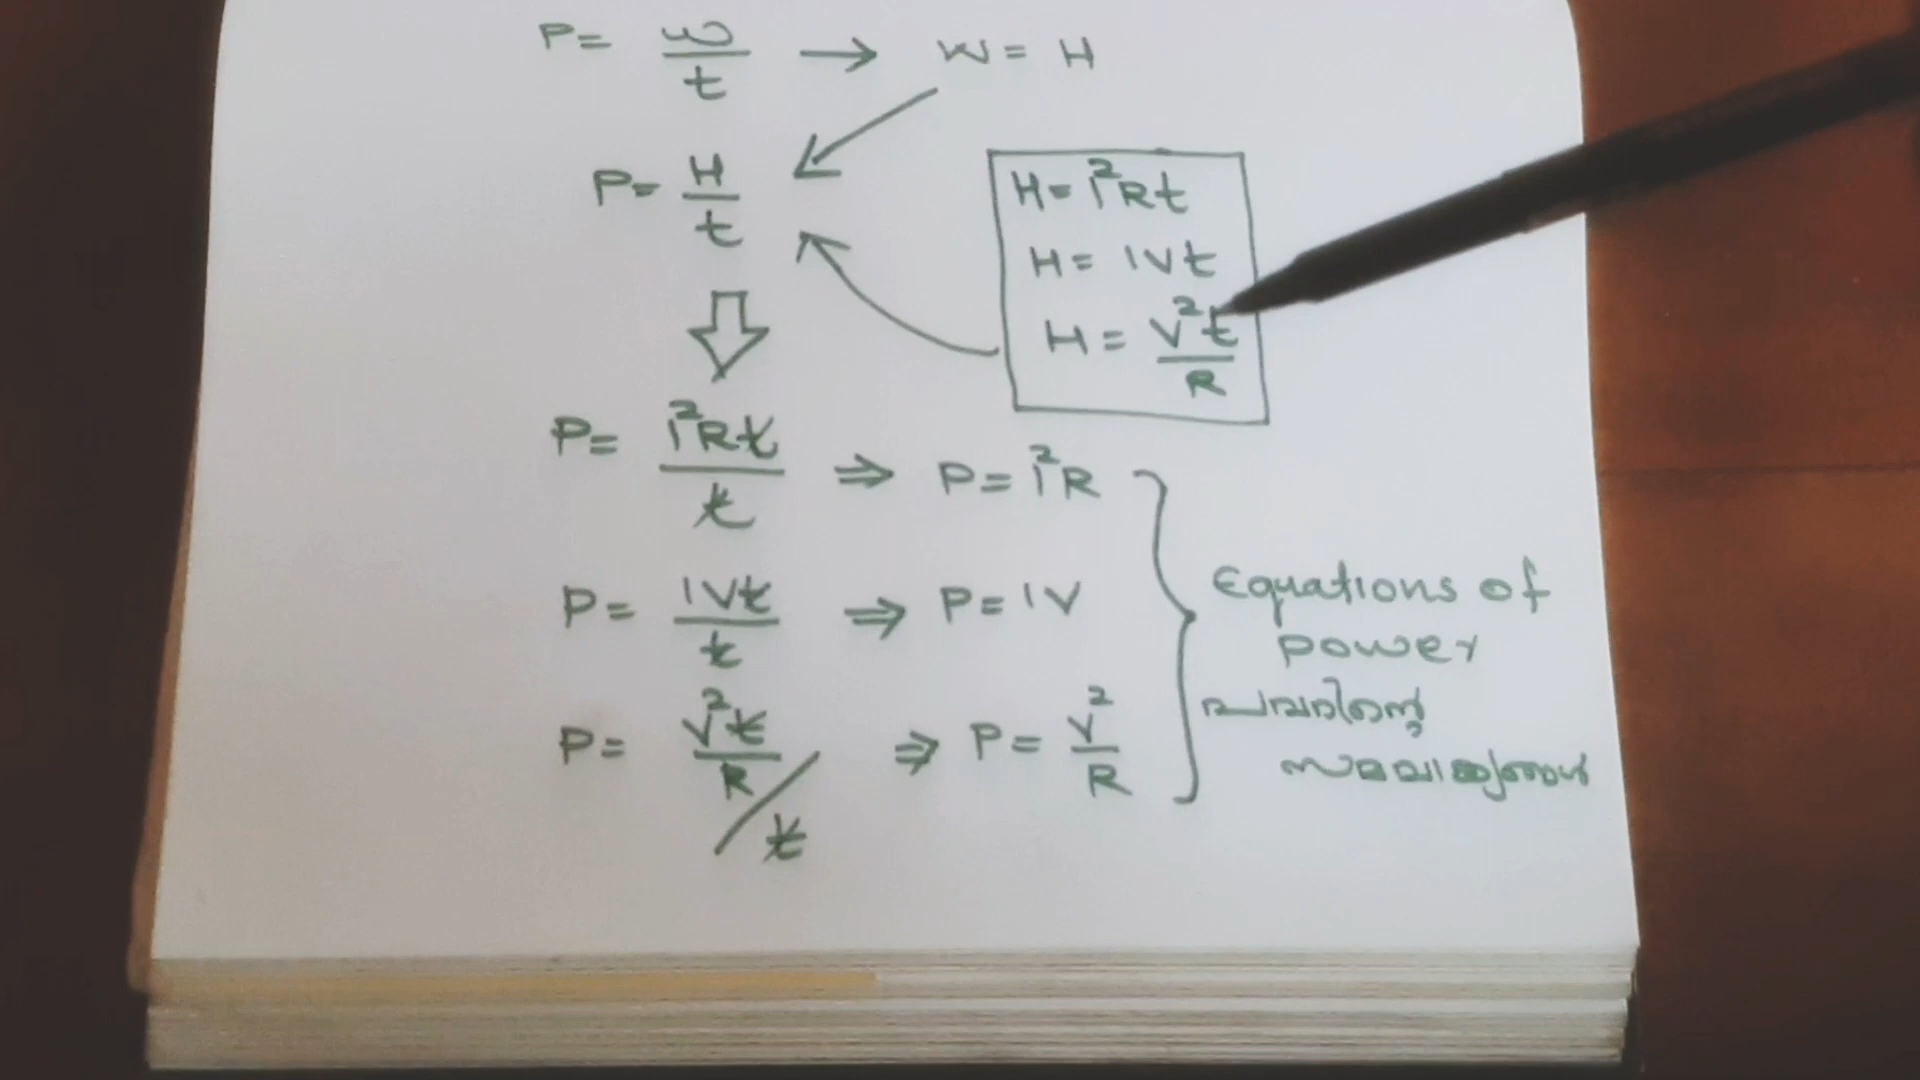 P = w/t → W = H
P = H/t
H = I²Rt
H = IVt
H = V²t/R
P = I²Rt/t ⇒ P = I²R
P = IVt/t ⇒ P = IV
P = V²t/R/t ⇒ P = V²/R
Equations of
power
പവറിന്റെ
സമവാക്യങ്ങൾ